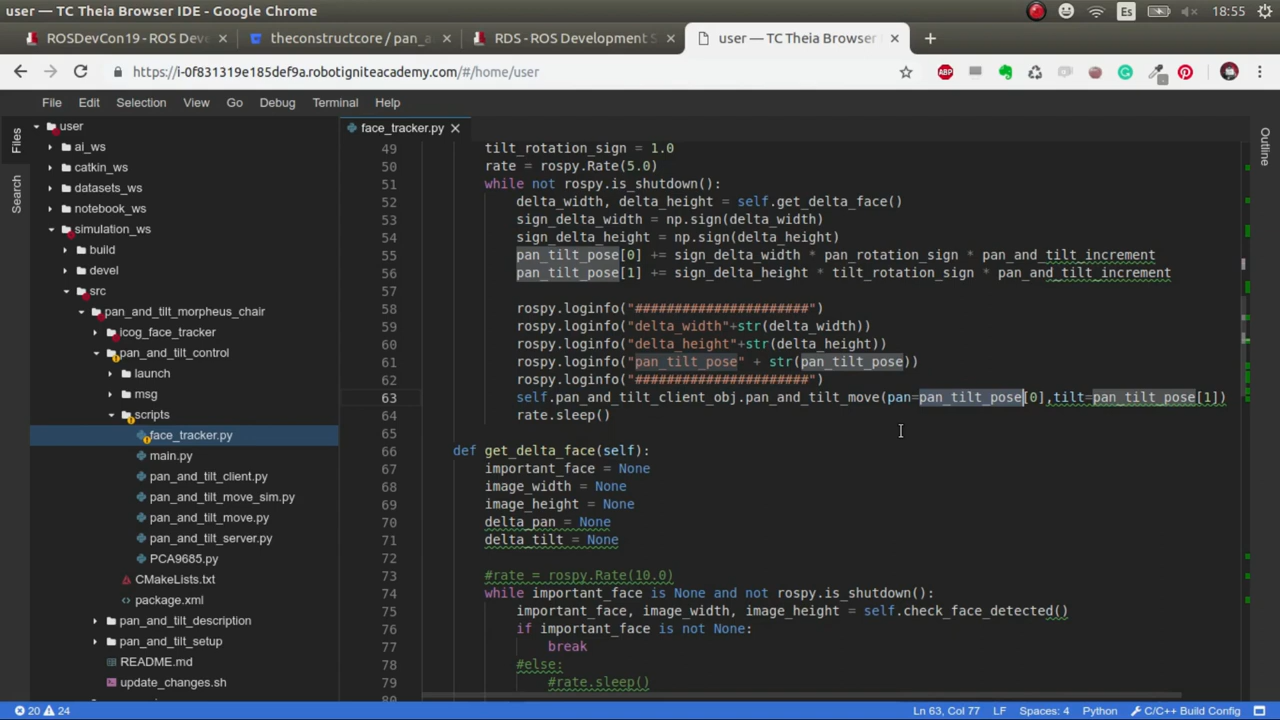 user — TC Theia Browser IDE - Google Chrome
Es
18:55
ROSDevCon19 - ROS Deve
theconstructcore / pan_a
RDS - ROS Development S
user — TC Theia Browser I
https://i-0f831319e185def9a.robotigniteacademy.com/#/home/user
ABP
File Edit Selection View Go Debug Terminal Help
Files
Search
Outline
user
ai_ws
catkin_ws
datasets_ws
notebook_ws
simulation_ws
build
devel
src
pan_and_tilt_morpheus_chair
icog_face_tracker
pan_and_tilt_control
launch
msg
scripts
face_tracker.py
main.py
pan_and_tilt_client.py
pan_and_tilt_move_sim.py
pan_and_tilt_move.py
pan_and_tilt_server.py
PCA9685.py
CMakeLists.txt
package.xml
pan_and_tilt_description
pan_and_tilt_setup
README.md
update_changes.sh
face_tracker.py
49 tilt_rotation_sign = 1.0
50 rate = rospy.Rate(5.0)
51 while not rospy.is_shutdown():
52 delta_width, delta_height = self.get_delta_face()
53 sign_delta_width = np.sign(delta_width)
54 sign_delta_height = np.sign(delta_height)
55 pan_tilt_pose[0] += sign_delta_width * pan_rotation_sign * pan_and_tilt_increment
56 pan_tilt_pose[1] += sign_delta_height * tilt_rotation_sign * pan_and_tilt_increment
57
58 rospy.loginfo("######################")
59 rospy.loginfo("delta_width"+str(delta_width))
60 rospy.loginfo("delta_height"+str(delta_height))
61 rospy.loginfo("pan_tilt_pose" + str(pan_tilt_pose))
62 rospy.loginfo("######################")
63 self.pan_and_tilt_client_obj.pan_and_tilt_move(pan=pan_tilt_pose[0],tilt=pan_tilt_pose[1])
64 rate.sleep()
65
66 def get_delta_face(self):
67 important_face = None
68 image_width = None
69 image_height = None
70 delta_pan = None
71 delta_tilt = None
72
73 #rate = rospy.Rate(10.0)
74 while important_face is None and not rospy.is_shutdown():
75 important_face, image_width, image_height = self.check_face_detected()
76 if important_face is not None:
77 break
78 #else:
79 #rate.sleep()
20 24
Ln 63, Col 77 LF Spaces: 4 Python C/C++ Build Config